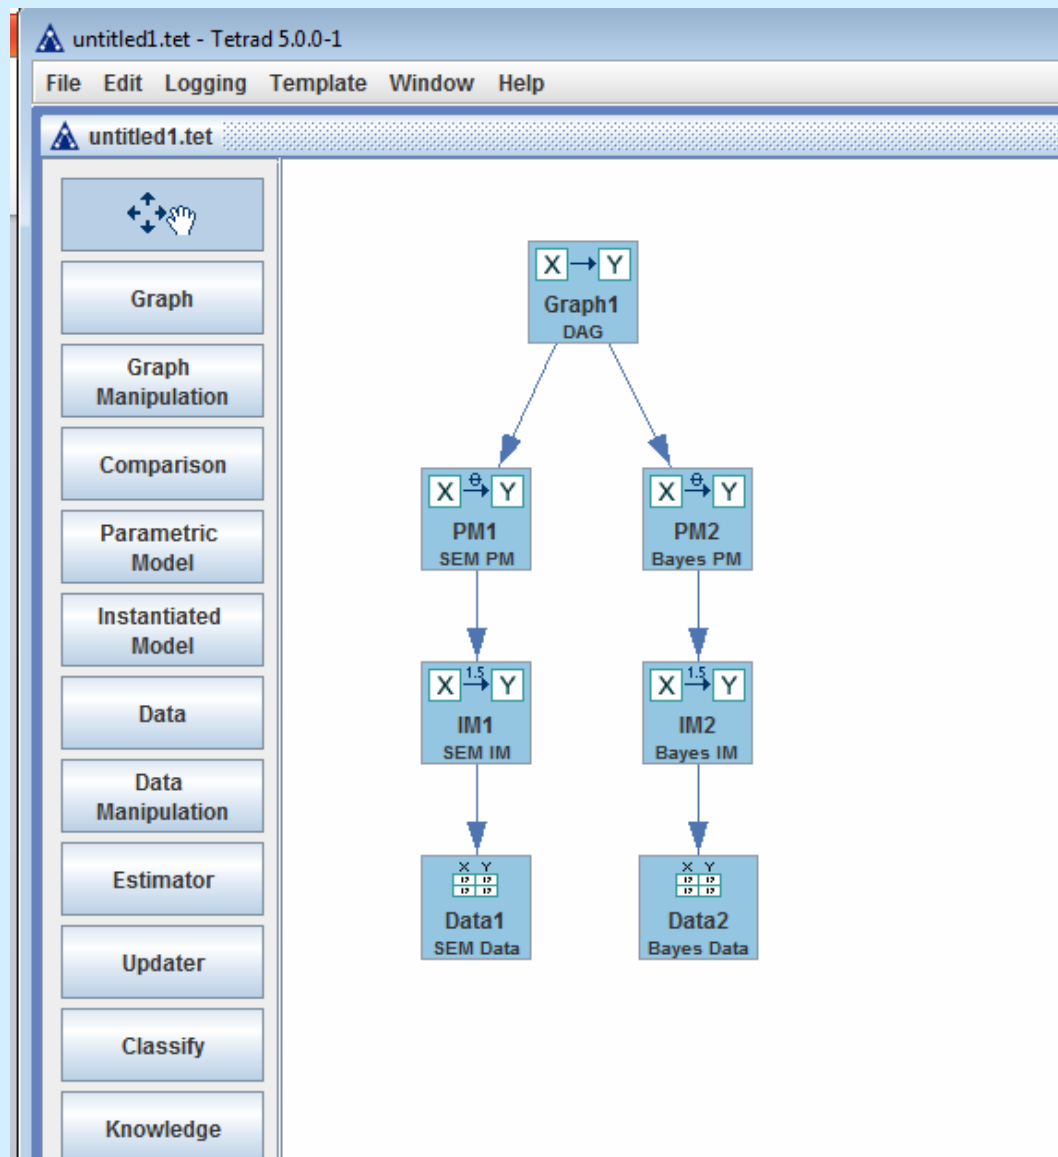 untitled1.tet - Tetrad 5.0.0-1
File Edit Logging Template Window Help
untitled1.tet
Graph
Graph
Manipulation
Comparison
Parametric
Model
Instantiated
Model
Data
Data
Manipulation
Estimator
Updater
Classify
Knowledge
X Y
Graph1
DAG
X θ Y
PM1
SEM PM
X θ Y
PM2
Bayes PM
X 1.5 Y
IM1
SEM IM
X 1.5 Y
IM2
Bayes IM
X Y
Data1
SEM Data
X Y
Data2
Bayes Data